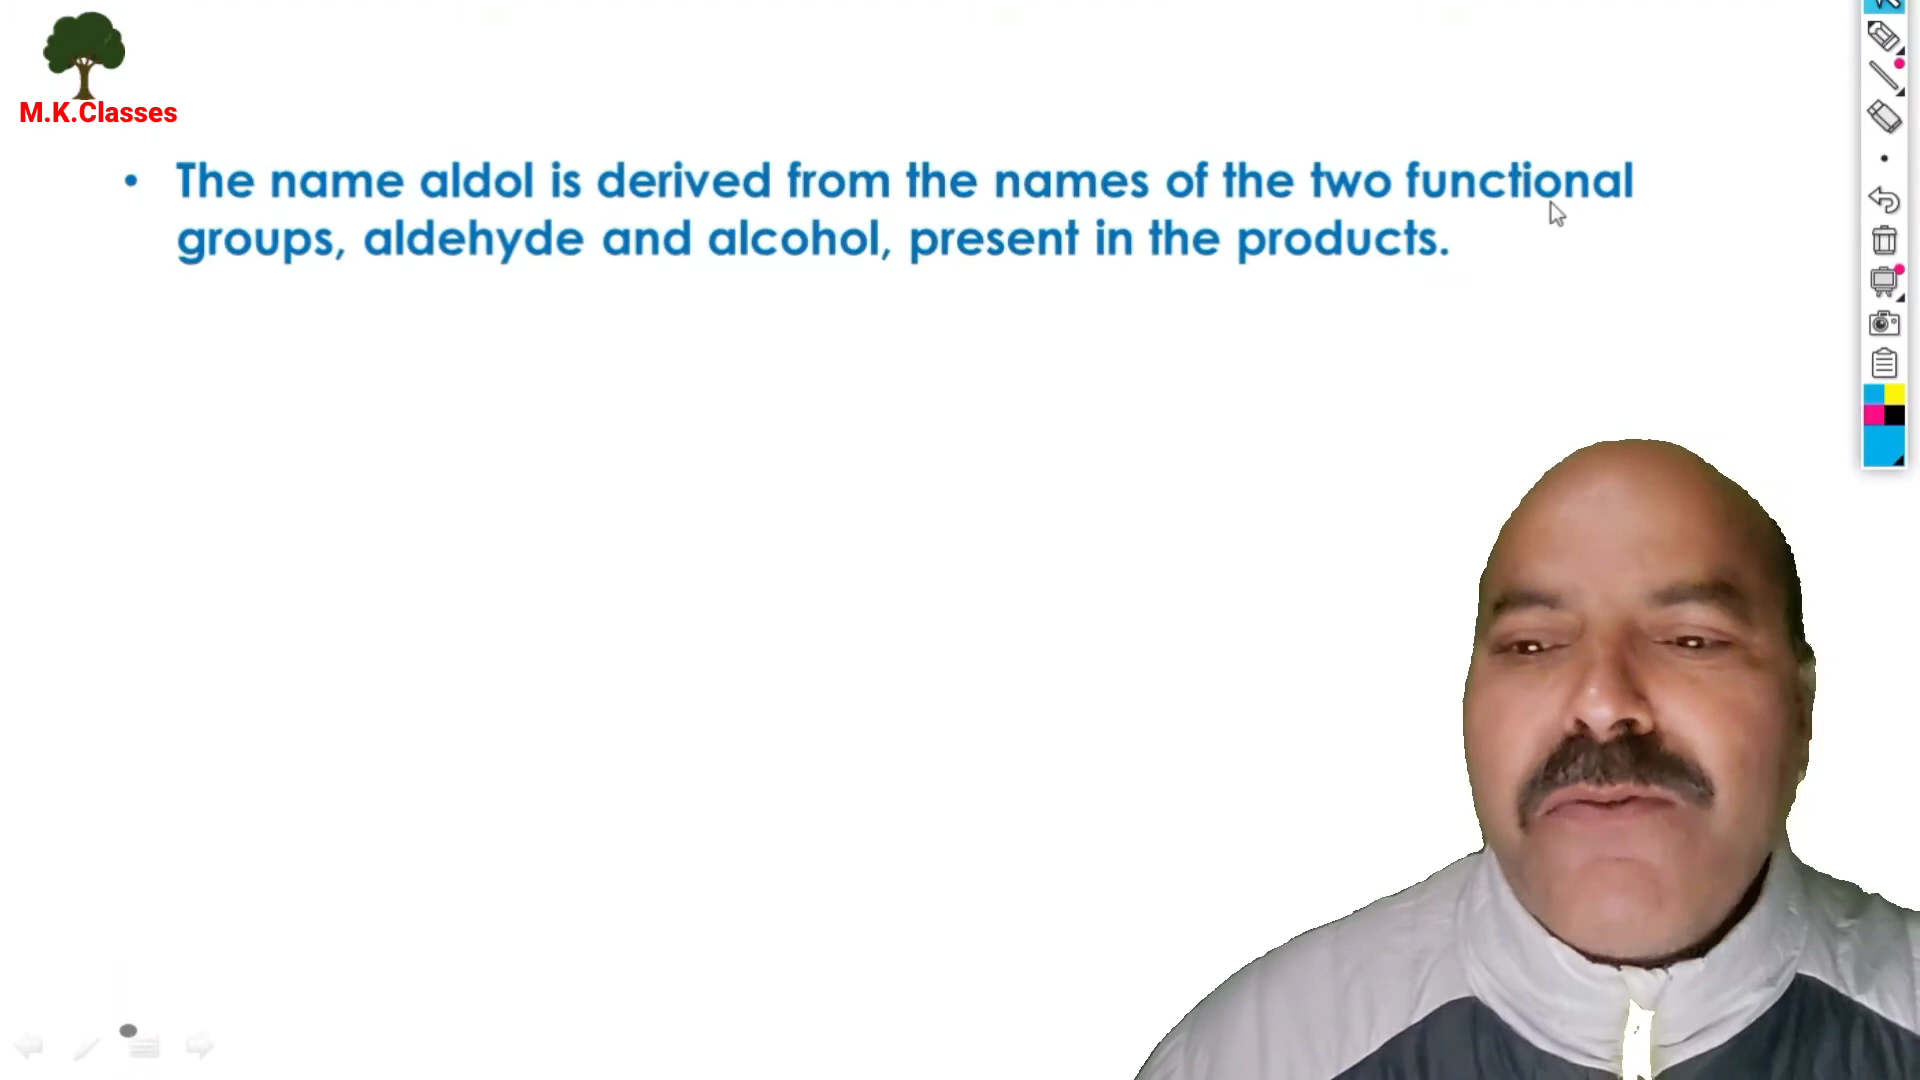 M.K.Classes
• The name aldol is derived from the names of the two functional
groups, aldehyde and alcohol, present in the products.